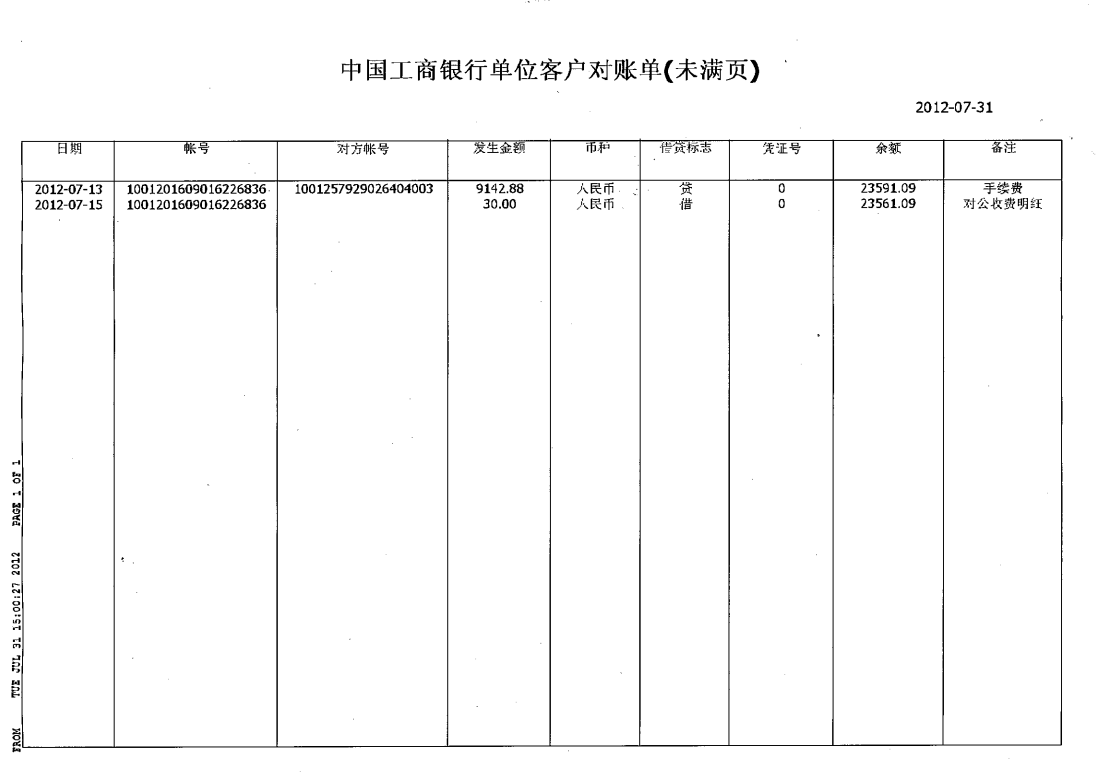 中国工商银行单位客户对账单(未满页)
2012-07-31
日期 帐号 对方帐号 发生金额 币种 借贷标志 凭证号 余额 备注
2012-07-13 1001201609016226836 1001257929026404003 9142.88 人民币 贷 0 23591.09 手续费
2012-07-15 1001201609016226836 30.00 人民币 借 0 23561.09 对公收费明细
FROM TUE JUL 31 15:00:27 2012 PAGE 1 OF 1